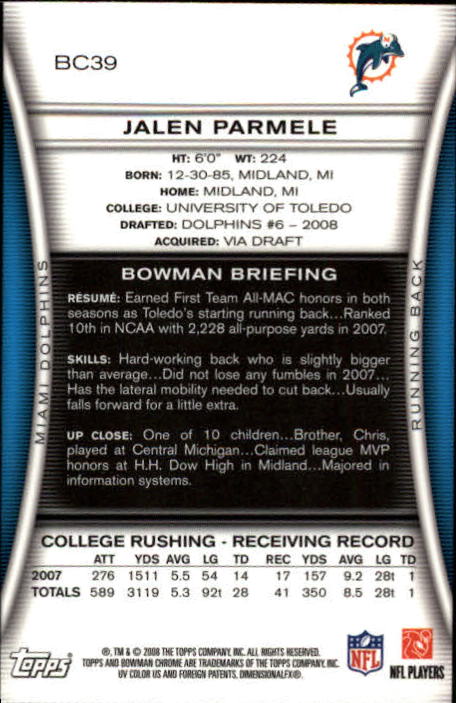 BC39
JALEN PARMELE
HT: 6'0" WT: 224
BORN: 12-30-85, MIDLAND, MI
HOME: MIDLAND, MI
COLLEGE: UNIVERSITY OF TOLEDO
DRAFTED: DOLPHINS #6 – 2008
ACQUIRED: VIA DRAFT
MIAMI DOLPHINS
RUNNING BACK
BOWMAN BRIEFING
RÉSUMÉ: Earned First Team All-MAC honors in both
seasons as Toledo's starting running back...Ranked
10th in NCAA with 2,228 all-purpose yards in 2007.
SKILLS: Hard-working back who is slightly bigger
than average...Did not lose any fumbles in 2007...
Has the lateral mobility needed to cut back...Usually
falls forward for a little extra.
UP CLOSE: One of 10 children...Brother, Chris,
played at Central Michigan...Claimed league MVP
honors at H.H. Dow High in Midland...Majored in
information systems.
COLLEGE RUSHING - RECEIVING RECORD
ATT YDS AVG LG TD REC YDS AVG LG TD
2007 276 1511 5.5 54 14 17 157 9.2 28t 1
TOTALS 589 3119 5.3 92t 28 41 350 8.5 28t 1
Topps
®, TM & © 2008 THE TOPPS COMPANY, INC. ALL RIGHTS RESERVED.
TOPPS AND BOWMAN CHROME ARE TRADEMARKS OF THE TOPPS COMPANY, INC.
UV COLOR US AND FOREIGN PATENTS. DIMENSIONALFX®.
NFL
NFL PLAYERS